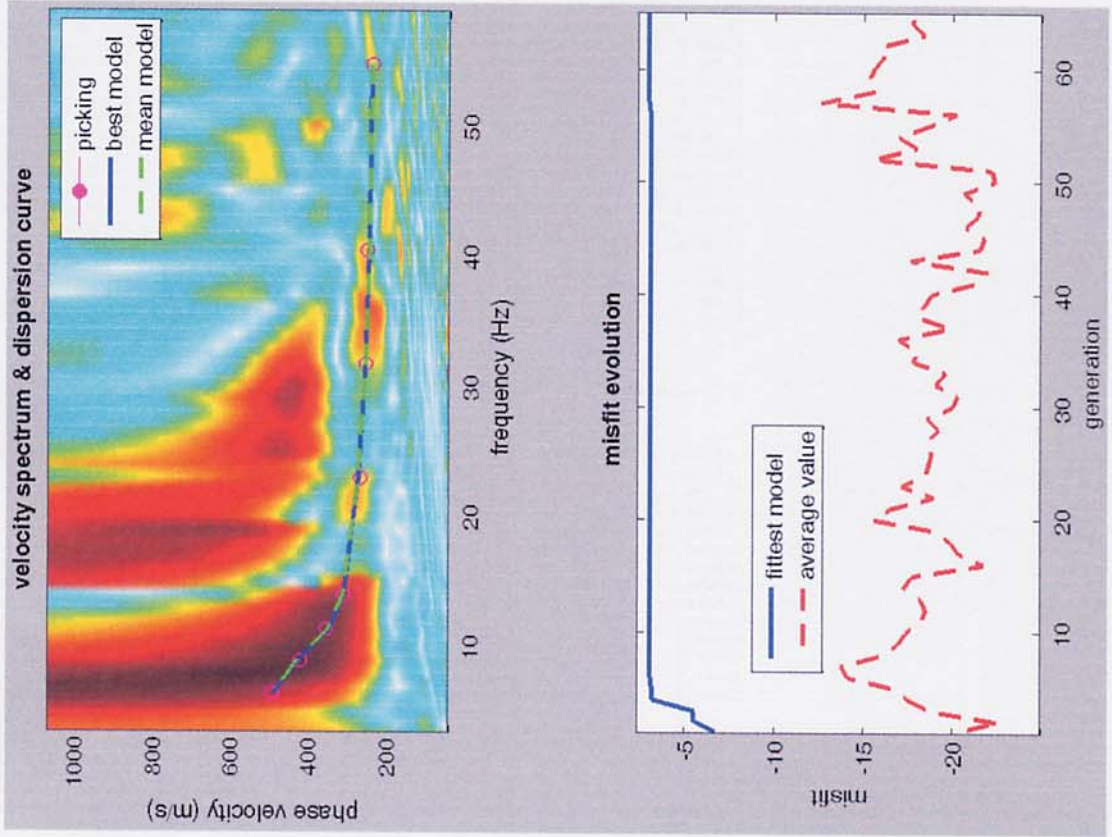 velocity spectrum & dispersion curve
phase velocity (m/s)
1000
800
600
400
200
picking
best model
mean model
10
20
30
40
50
frequency (Hz)
misfit evolution
misfit
-5
-10
-15
-20
fittest model
average value
10
20
30
40
50
60
generation